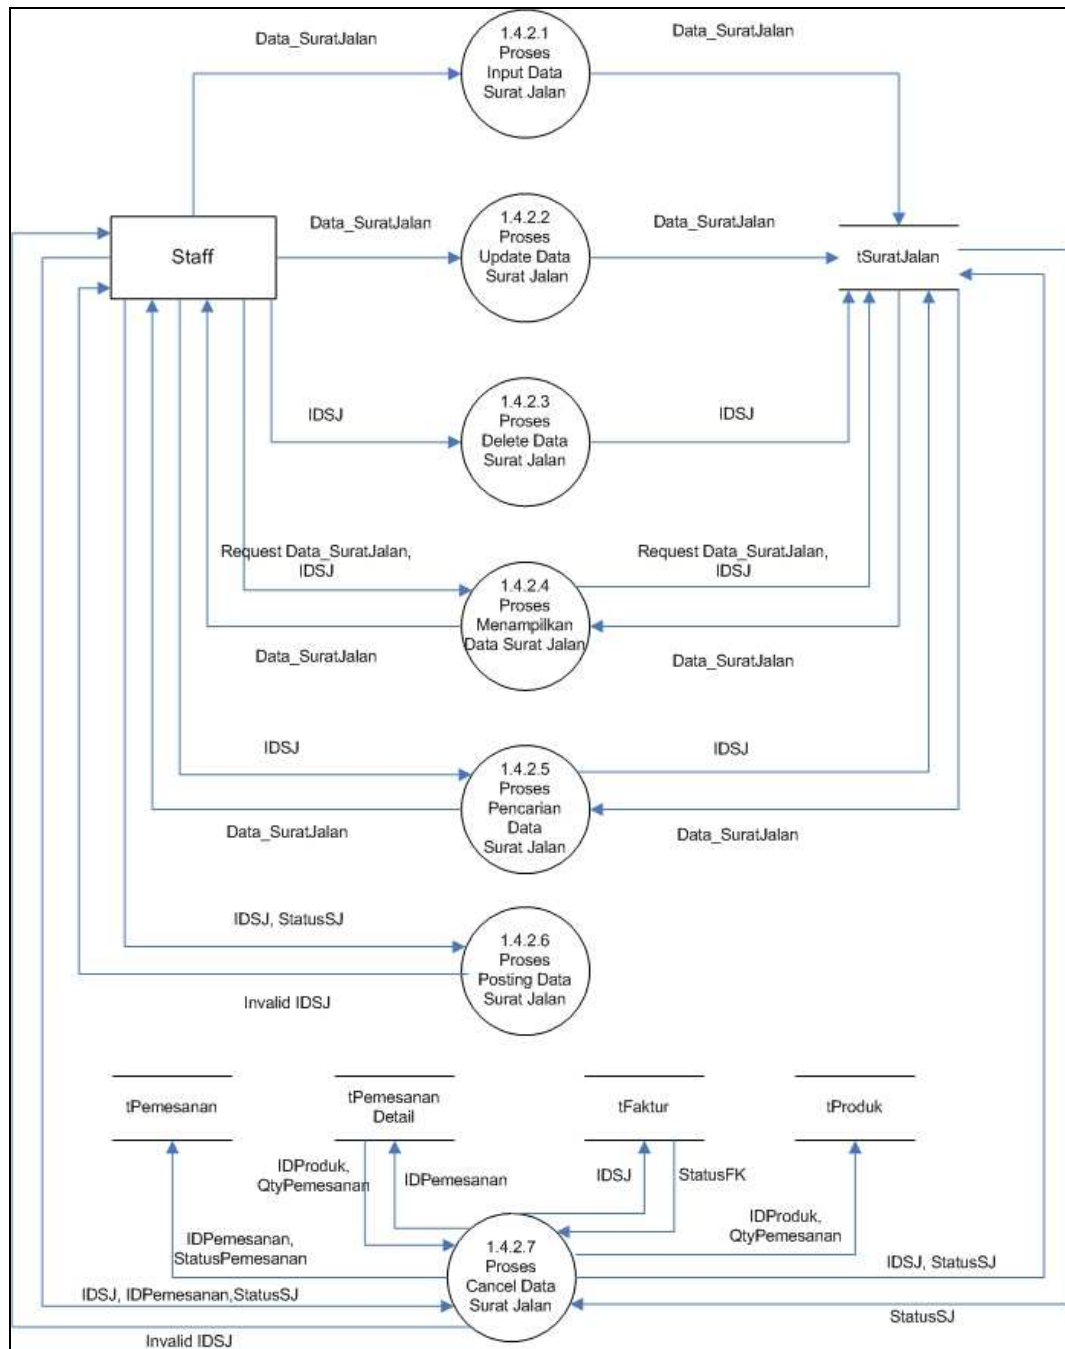 Data_SuratJalan
1.4.2.1
Proses
Input Data
Surat Jalan
Data_SuratJalan
Staff
Data_SuratJalan
1.4.2.2
Proses
Update Data
Surat Jalan
Data_SuratJalan
tSuratJalan
IDSJ
1.4.2.3
Proses
Delete Data
Surat Jalan
IDSJ
Request Data_SuratJalan,
IDSJ
1.4.2.4
Proses
Menampilkan
Data Surat Jalan
Request Data_SuratJalan,
IDSJ
Data_SuratJalan
Data_SuratJalan
IDSJ
1.4.2.5
Proses
Pencarian
Data
Surat Jalan
IDSJ
Data_SuratJalan
Data_SuratJalan
IDSJ, StatusSJ
1.4.2.6
Proses
Posting Data
Surat Jalan
Invalid IDSJ
tPemesanan
tPemesanan
Detail
tFaktur
tProduk
IDProduk,
QtyPemesanan
IDPemesanan
IDSJ
StatusFK
IDProduk,
QtyPemesanan
IDPemesanan,
StatusPemesanan
1.4.2.7
Proses
Cancel Data
Surat Jalan
IDSJ, StatusSJ
IDSJ, IDPemesanan,StatusSJ
StatusSJ
Invalid IDSJ